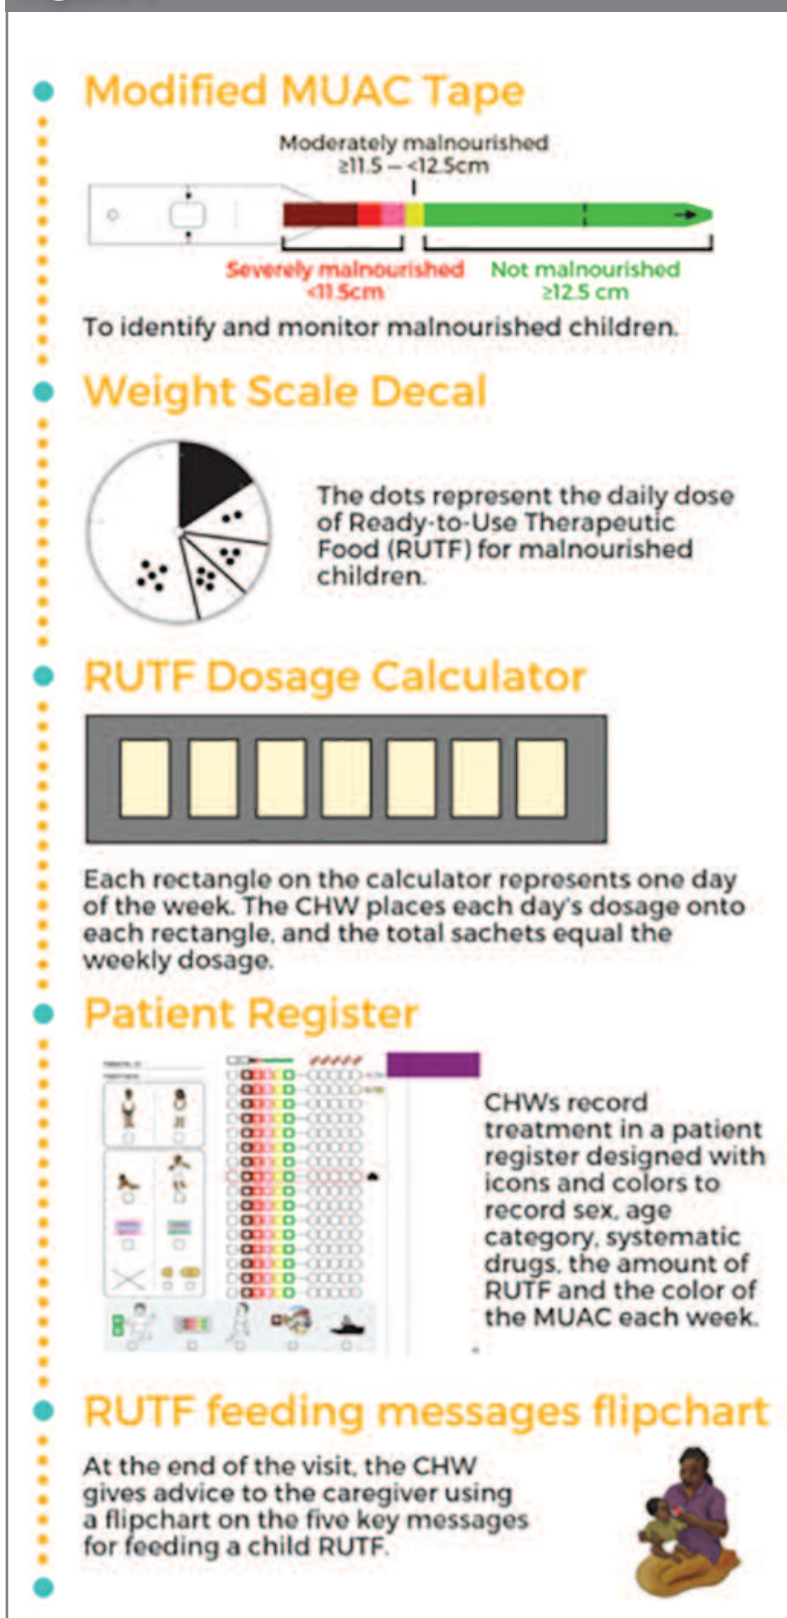 Modified MUAC Tape
Moderately malnourished
≥11.5 – <12.5cm
Severely malnourished
<11.5cm
Not malnourished
≥12.5 cm
To identify and monitor malnourished children.
Weight Scale Decal
The dots represent the daily dose
of Ready-to-Use Therapeutic
Food (RUTF) for malnourished
children.
RUTF Dosage Calculator
Each rectangle on the calculator represents one day
of the week. The CHW places each day's dosage onto
each rectangle, and the total sachets equal the
weekly dosage.
Patient Register
CHWs record
treatment in a patient
register designed with
icons and colors to
record sex, age
category, systematic
drugs, the amount of
RUTF and the color of
the MUAC each week.
RUTF feeding messages flipchart
At the end of the visit, the CHW
gives advice to the caregiver using
a flipchart on the five key messages
for feeding a child RUTF.